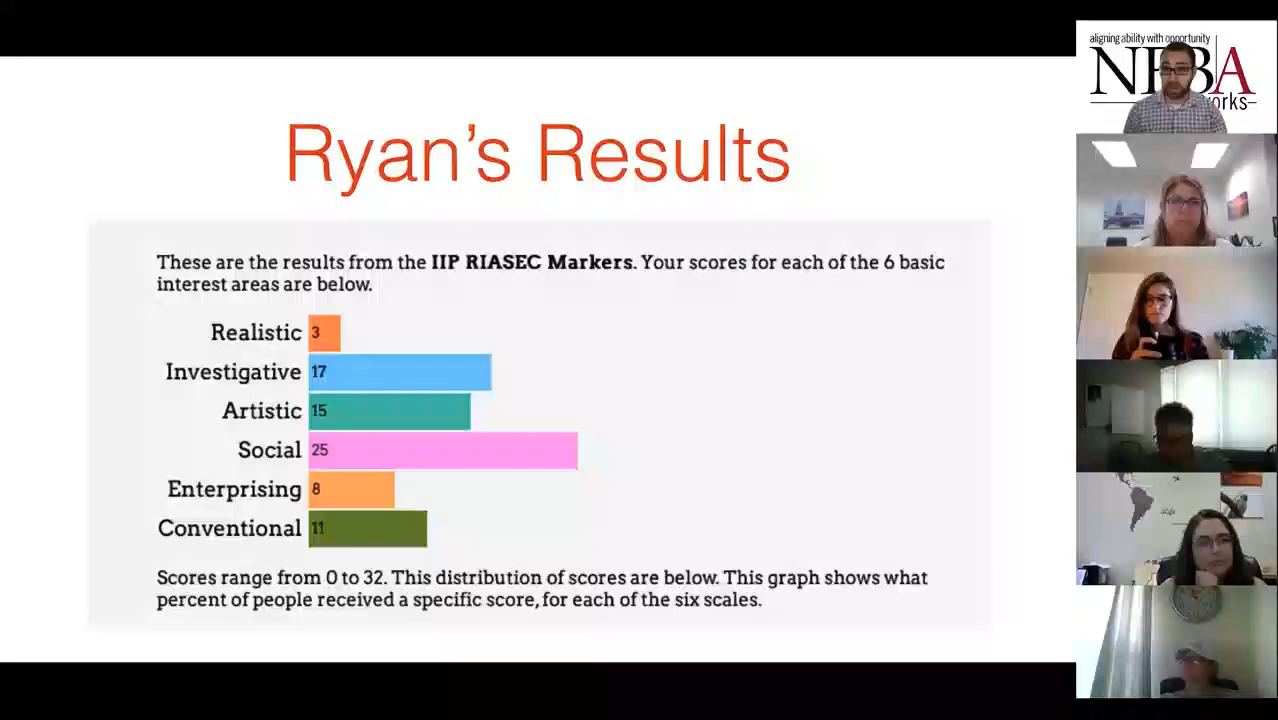 Ryan's Results
These are the results from the IIP RIASEC Markers. Your scores for each of the 6 basic
interest areas are below.
Realistic 3
Investigative 17
Artistic 15
Social 25
Enterprising 8
Conventional 11
Scores range from 0 to 32. This distribution of scores are below. This graph shows what
percent of people received a specific score, for each of the six scales.
aligning ability with opportunity